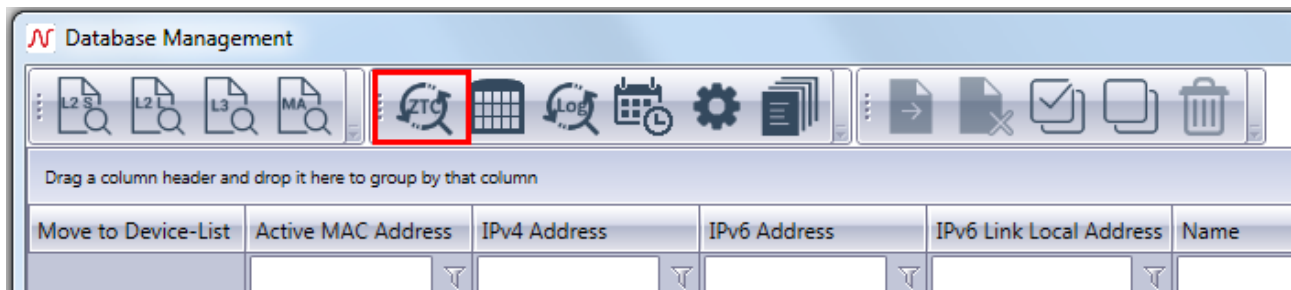 Database Management
L2 S L2 L L3 MA ZTC Log
Drag a column header and drop it here to group by that column
Move to Device-List Active MAC Address IPv4 Address IPv6 Address IPv6 Link Local Address Name